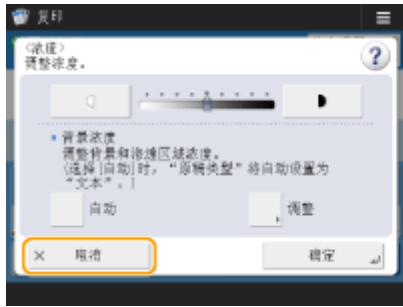 复印
<浓度>
调整浓度。
背景浓度
调整背景和渗透区域浓度。
(选择[自动]时，“原稿类型”将自动设置为
“文本”。)
自动
调整
× 取消
确定